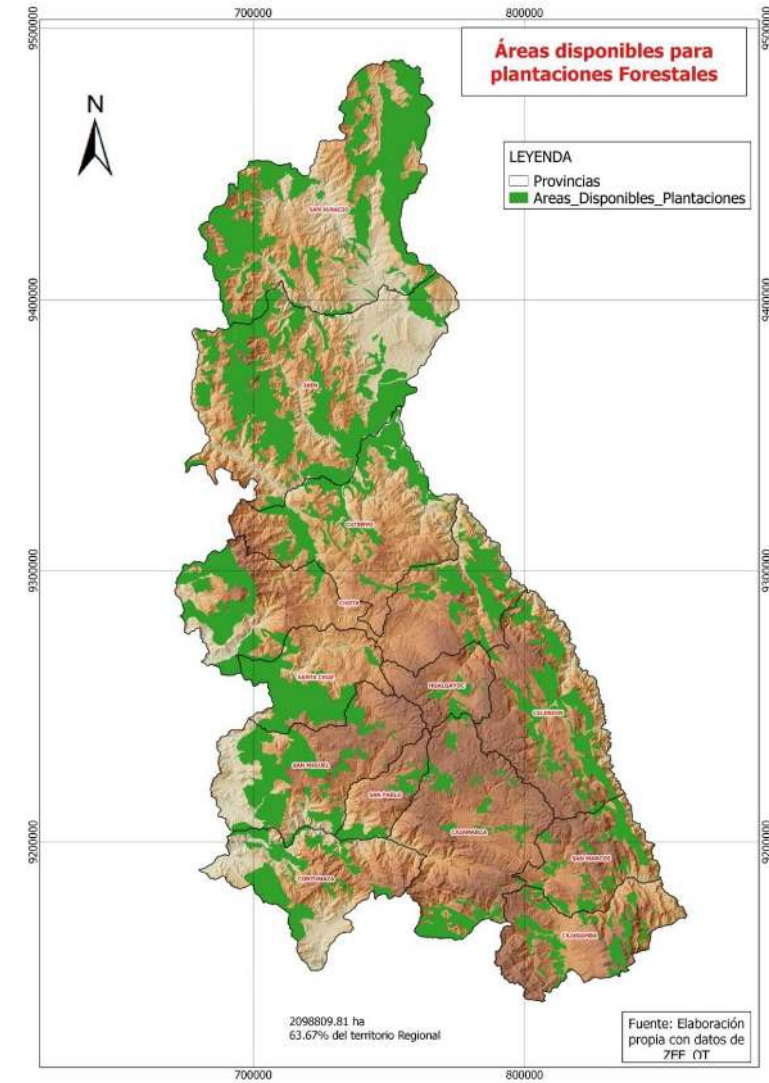 700000
800000
9500000
9500000
Áreas disponibles para
plantaciones Forestales
N
LEYENDA
Provincias
Areas_Disponibles_Plantaciones
SAN IGNACIO
9400000
9400000
JAEN
CUTERVO
9300000
9300000
CHOTA
SANTA CRUZ
HUALGAYOC
CELENDIN
SAN MIGUEL
SAN PABLO
CAJAMARCA
9200000
9200000
SAN MARCOS
CONTUMAZA
CAJABAMBA
2098809.81 ha
63.67% del territorio Regional
Fuente: Elaboración
propia con datos de
ZEE_OT
700000
800000